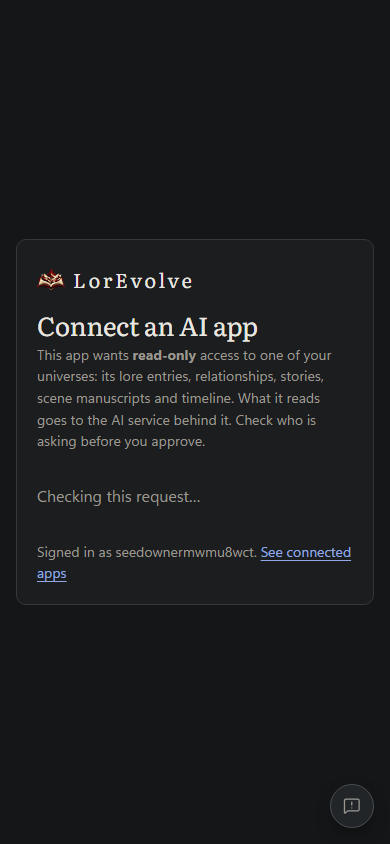 LorEvolve
Connect an AI app
This app wants read-only access to one of your
universes: its lore entries, relationships, stories,
scene manuscripts and timeline. What it reads
goes to the AI service behind it. Check who is
asking before you approve.
Checking this request...
Signed in as seedownermwmu8wct. See connected
apps